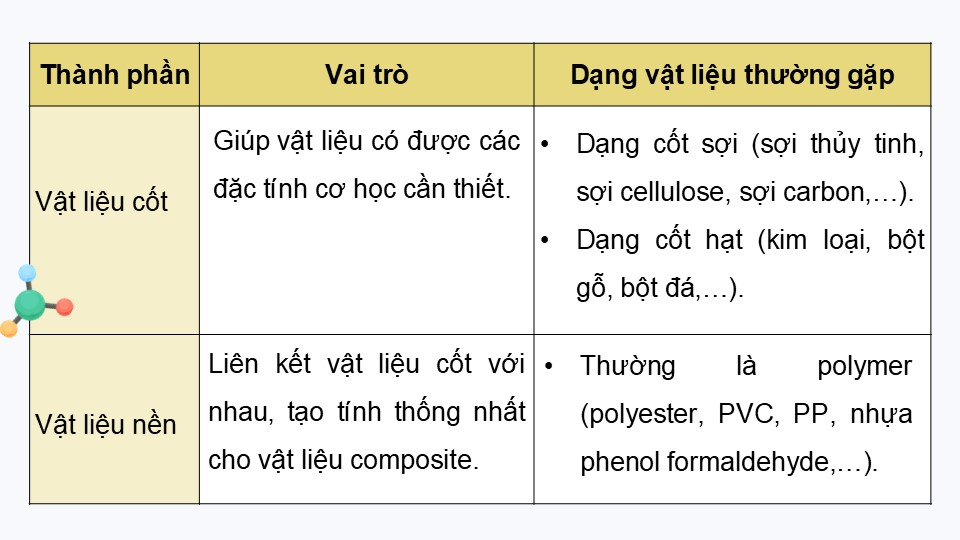 Thành phần
Vai trò
Dạng vật liệu thường gặp
Vật liệu cốt
Giúp vật liệu có được các
đặc tính cơ học cần thiết.
• Dạng cốt sợi (sợi thủy tinh,
sợi cellulose, sợi carbon,…).
• Dạng cốt hạt (kim loại, bột
gỗ, bột đá,…).
Vật liệu nền
Liên kết vật liệu cốt với
nhau, tạo tính thống nhất
cho vật liệu composite.
• Thường là polymer
(polyester, PVC, PP, nhựa
phenol formaldehyde,…).